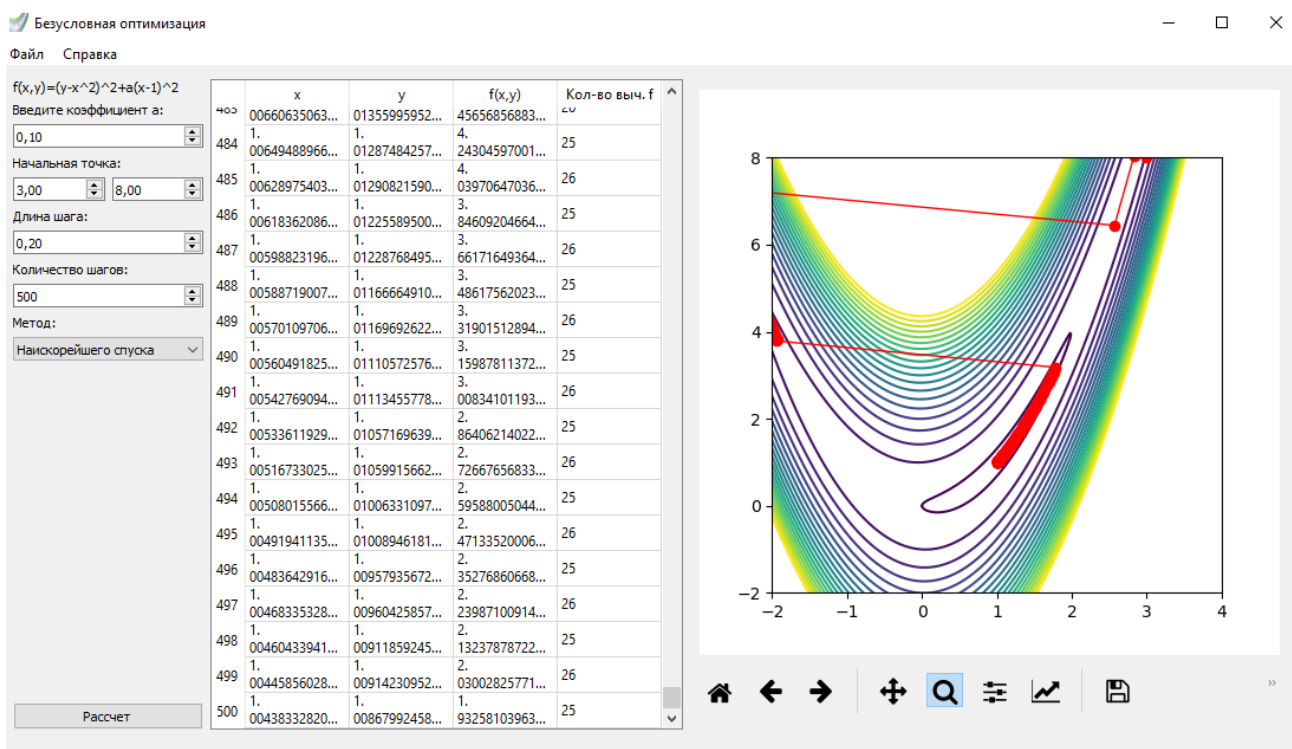 Безусловная оптимизация
Файл Справка
f(x,y)=(y-x^2)^2+a(x-1)^2
Введите коэффициент a:
0,10
Начальная точка:
3,00 8,00
Длина шага:
0,20
Количество шагов:
500
Метод:
Наискорейшего спуска
Рассчет
x y f(x,y) Кол-во выч. f
00660635063... 01355995952... 45656856883...
1. 1. 4.
484 00649488966... 01287484257... 24304597001... 25
1. 1. 4.
485 00628975403... 01290821590... 03970647036... 26
1. 1. 3.
486 00618362086... 01225589500... 84609204664... 25
1. 1. 3.
487 00598823196... 01228768495... 66171649364... 26
1. 1. 3.
488 00588719007... 01166664910... 48617562023... 25
1. 1. 3.
489 00570109706... 01169692622... 31901512894... 26
1. 1. 3.
490 00560491825... 01110572576... 15987811372... 25
1. 1. 3.
491 00542769094... 01113455778... 00834101193... 26
1. 1. 2.
492 00533611929... 01057169639... 86406214022... 25
1. 1. 2.
493 00516733025... 01059915662... 72667656833... 26
1. 1. 2.
494 00508015566... 01006331097... 59588005044... 25
1. 1. 2.
495 00491941135... 01008946181... 47133520006... 26
1. 1. 2.
496 00483642916... 00957935672... 35276860668... 25
1. 1. 2.
497 00468335328... 00960425857... 23987100914... 26
1. 1. 2.
498 00460433941... 00911859245... 13237878722... 25
1. 1. 2.
499 00445856028... 00914230952... 03002825771... 26
1. 1. 1.
500 00438332820... 00867992458... 93258103963... 25
8
6
4
2
0
−2
−2 −1 0 1 2 3 4